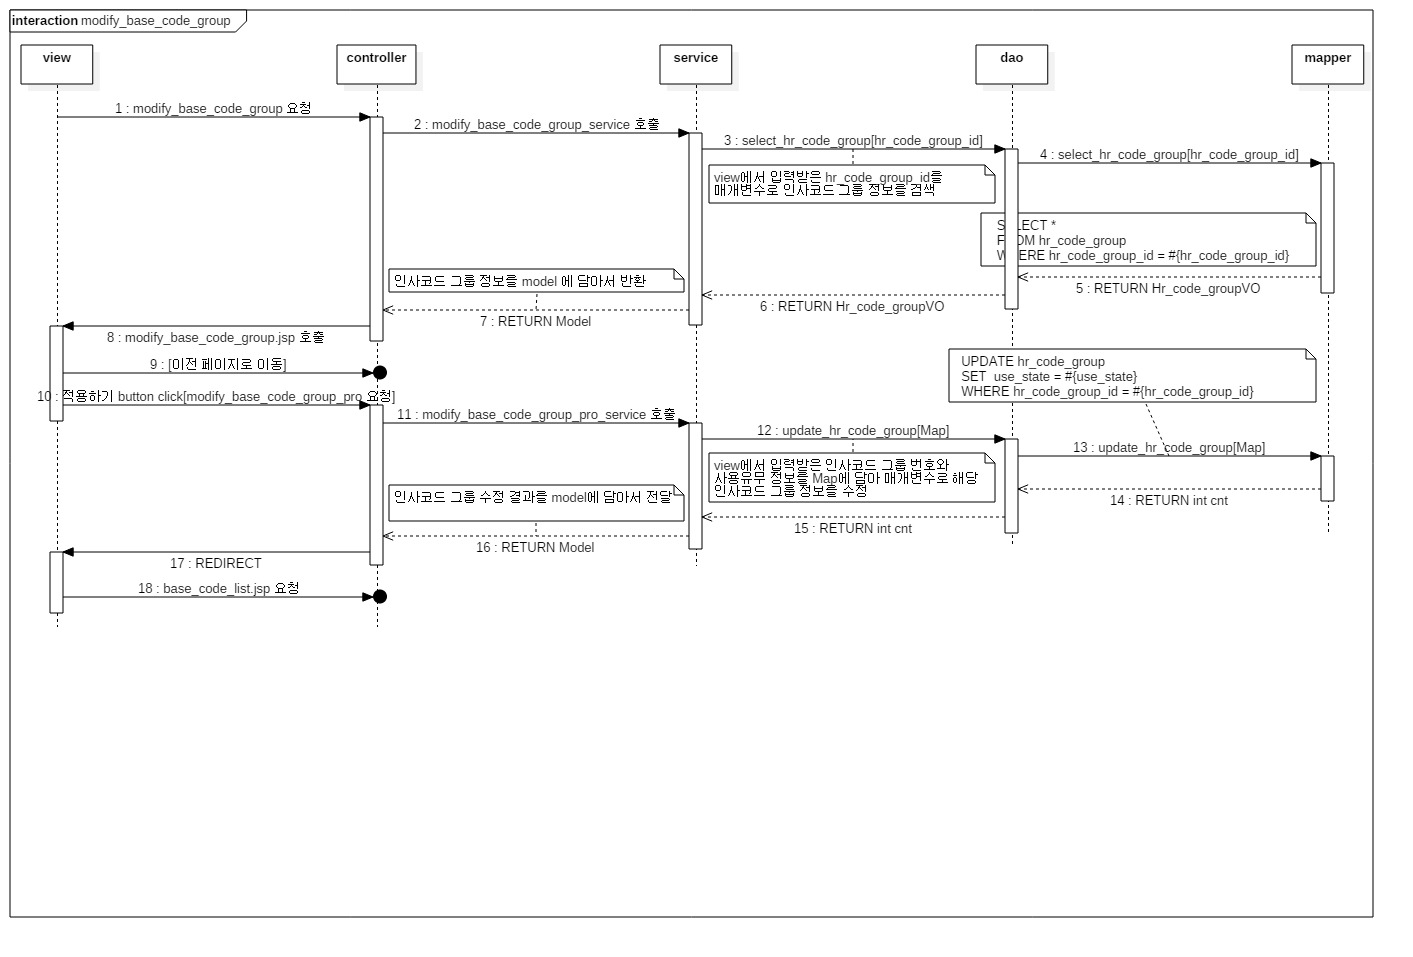 interaction modify_base_code_group
view
controller
service
dao
mapper
1 : modify_base_code_group 요청
2 : modify_base_code_group_service 호출
3 : select_hr_code_group[hr_code_group_id]
4 : select_hr_code_group[hr_code_group_id]
view에서 입력받은 hr_code_group_id를
매개변수로 인사코드 그룹 정보를 검색
SELECT *
FROM hr_code_group
WHERE hr_code_group_id = #{hr_code_group_id}
5 : RETURN Hr_code_groupVO
인사코드 그룹 정보를 model 에 담아서 반환
6 : RETURN Hr_code_groupVO
7 : RETURN Model
8 : modify_base_code_group.jsp 호출
9 : [이전 페이지로 이동]
UPDATE hr_code_group
SET  use_state = #{use_state}
WHERE hr_code_group_id = #{hr_code_group_id}
10 : 적용하기 button click[modify_base_code_group_pro 요청]
11 : modify_base_code_group_pro_service 호출
12 : update_hr_code_group[Map]
13 : update_hr_code_group[Map]
view에서 입력받은 인사코드 그룹 번호와
사용유무 정보를 Map에 담아 매개변수로 해당
인사코드 그룹 정보를 수정
인사코드 그룹 수정 결과를 model에 담아서 전달
14 : RETURN int cnt
15 : RETURN int cnt
16 : RETURN Model
17 : REDIRECT
18 : base_code_list.jsp 요청